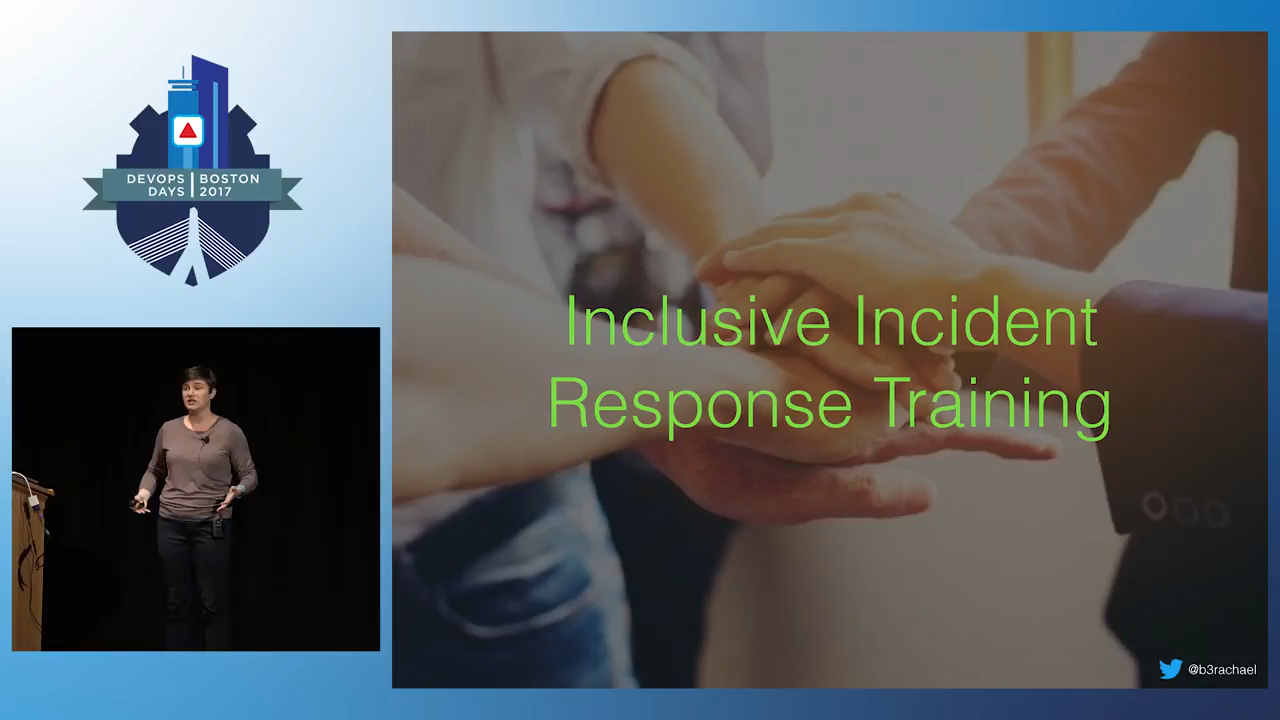 DEVOPS BOSTON
DAYS 2017
Inclusive Incident
Response Training
@b3rachael